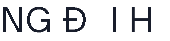 NG Đ I H